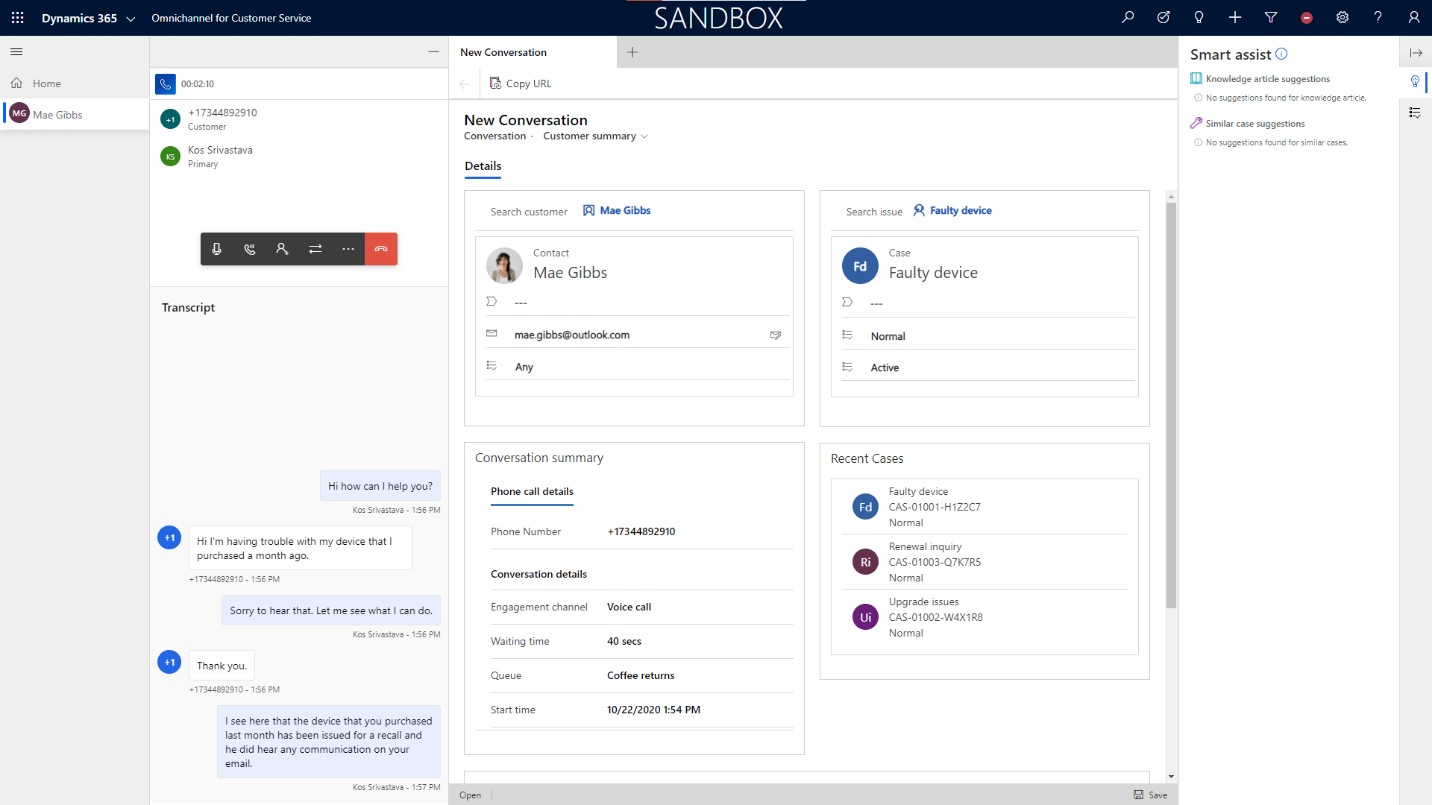 Dynamics 365
Omnichannel for Customer Service
SANDBOX
Home
MG
Mae Gibbs
00:02:10
+1
+17344892910
Customer
KS
Kos Srivastava
Primary
Transcript
Hi how can I help you?
Kos Srivastava - 1:56 PM
+1
Hi I'm having trouble with my device that I
purchased a month ago.
+17344892910 - 1:56 PM
Sorry to hear that. Let me see what I can do.
Kos Srivastava - 1:56 PM
+1
Thank you.
+17344892910 - 1:56 PM
I see here that the device that you purchased
last month has been issued for a recall and
he did hear any communication on your
email.
Kos Srivastava - 1:57 PM
New Conversation
Copy URL
New Conversation
Conversation · Customer summary
Details
Search customer Mae Gibbs
Contact
Mae Gibbs
---
mae.gibbs@outlook.com
Any
Search issue Faulty device
Fd
Case
Faulty device
---
Normal
Active
Conversation summary
Phone call details
Phone Number +17344892910
Conversation details
Engagement channel Voice call
Waiting time 40 secs
Queue Coffee returns
Start time 10/22/2020 1:54 PM
Recent Cases
Fd
Faulty device
CAS-01001-H1Z2C7
Normal
Ri
Renewal inquiry
CAS-01003-Q7K7R5
Normal
Ui
Upgrade issues
CAS-01002-W4X1R8
Normal
Open
Save
Smart assist
Knowledge article suggestions
No suggestions found for knowledge article.
Similar case suggestions
No suggestions found for similar cases.